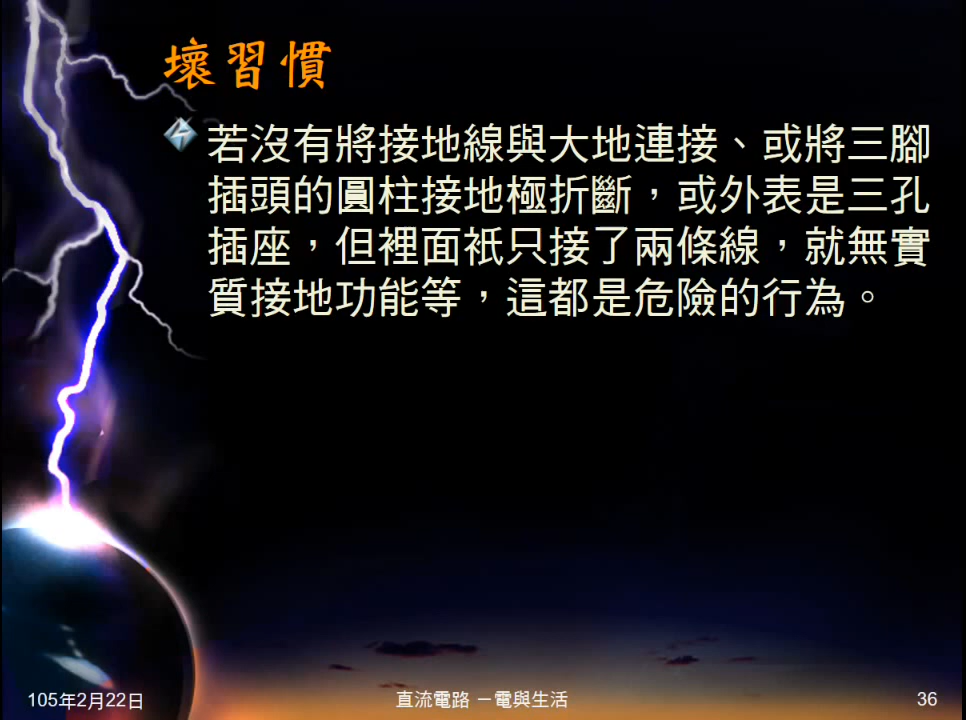 壞習慣
若沒有將接地線與大地連接、或將三腳
插頭的圓柱接地極折斷，或外表是三孔
插座，但裡面祇只接了兩條線，就無實
質接地功能等，這都是危險的行為。
105年2月22日
直流電路 －電與生活
36